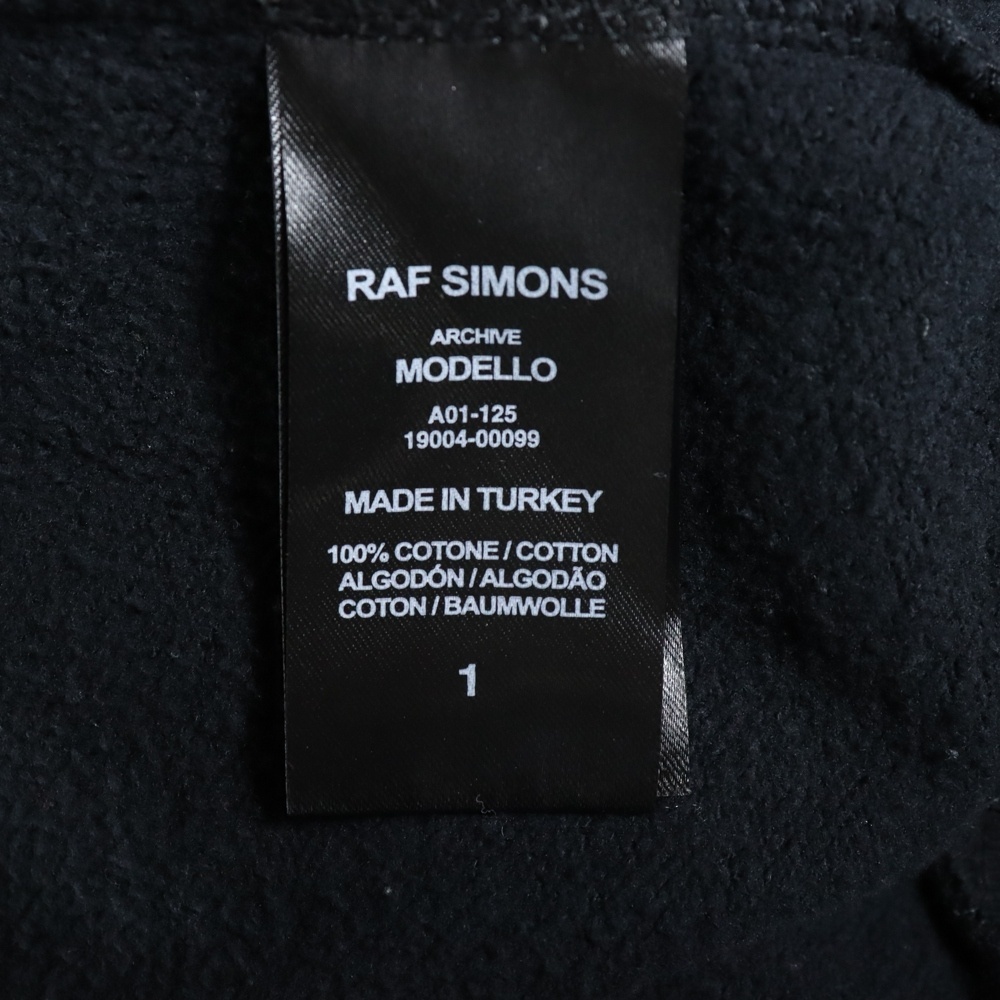 RAF SIMONS
ARCHIVE
MODELLO
A01-125
19004-00099
MADE IN TURKEY
100% COTONE / COTTON
ALGODÓN / ALGODÃO
COTON / BAUMWOLLE
1